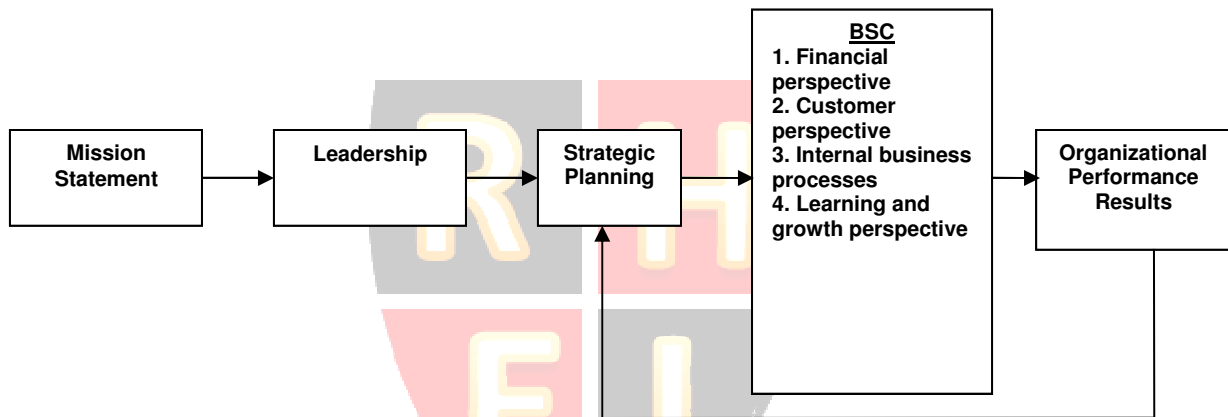 Mission
Statement
Leadership
Strategic
Planning
BSC
1. Financial
perspective
2. Customer
perspective
3. Internal business
processes
4. Learning and
growth perspective
Organizational
Performance
Results
R H
E I